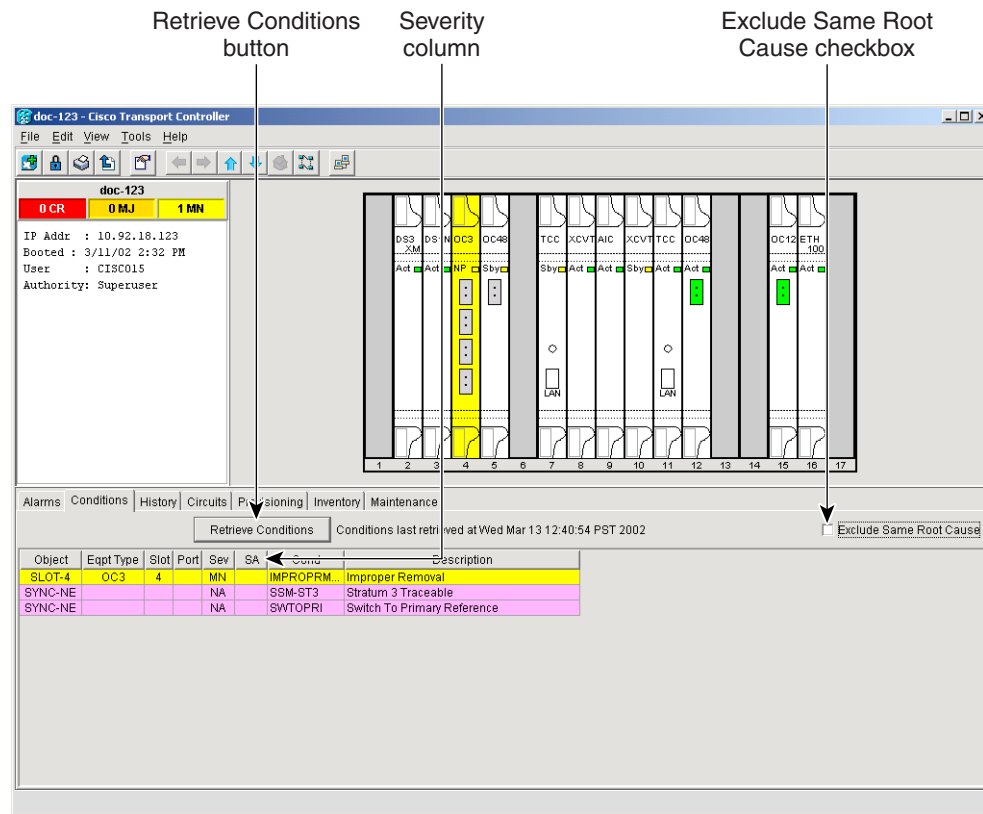 Retrieve Conditions
button
Severity
column
Exclude Same Root
Cause checkbox
doc-123 - Cisco Transport Controller
File Edit View Tools Help
doc-123
0 CR 0 MJ 1 MN
IP Addr : 10.92.18.123
Booted : 3/11/02 2:32 PM
User : CISCO15
Authority: Superuser
DS3 XM
OC3
OC48
TCC
XCVT
AIC
XCVT
TCC
OC48
OC12
ETH 100
Act Act NP Sby Sby Act Act Sby Act Act Act Act
LAN LAN
1 2 3 4 5 6 7 8 9 10 11 12 13 14 15 16 17
Alarms Conditions History Circuits Provisioning Inventory Maintenance
Retrieve Conditions Conditions last retrieved at Wed Mar 13 12:40:54 PST 2002 Exclude Same Root Cause
Object Eqpt Type Slot Port Sev SA Cond Description
SLOT-4 OC3 4 MN IMPROPRM... Improper Removal
SYNC-NE NA SSM-ST3 Stratum 3 Traceable
SYNC-NE NA SWTOPRI Switch To Primary Reference